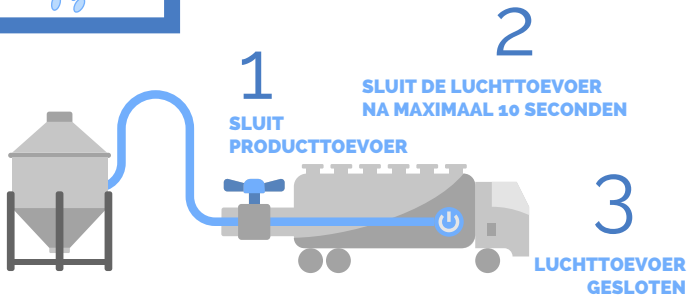 1
SLUIT
PRODUCTTOEVOER
2
SLUIT DE LUCHTTOEVOER
NA MAXIMAAL 10 SECONDEN
3
LUCHTTOEVOER
GESLOTEN